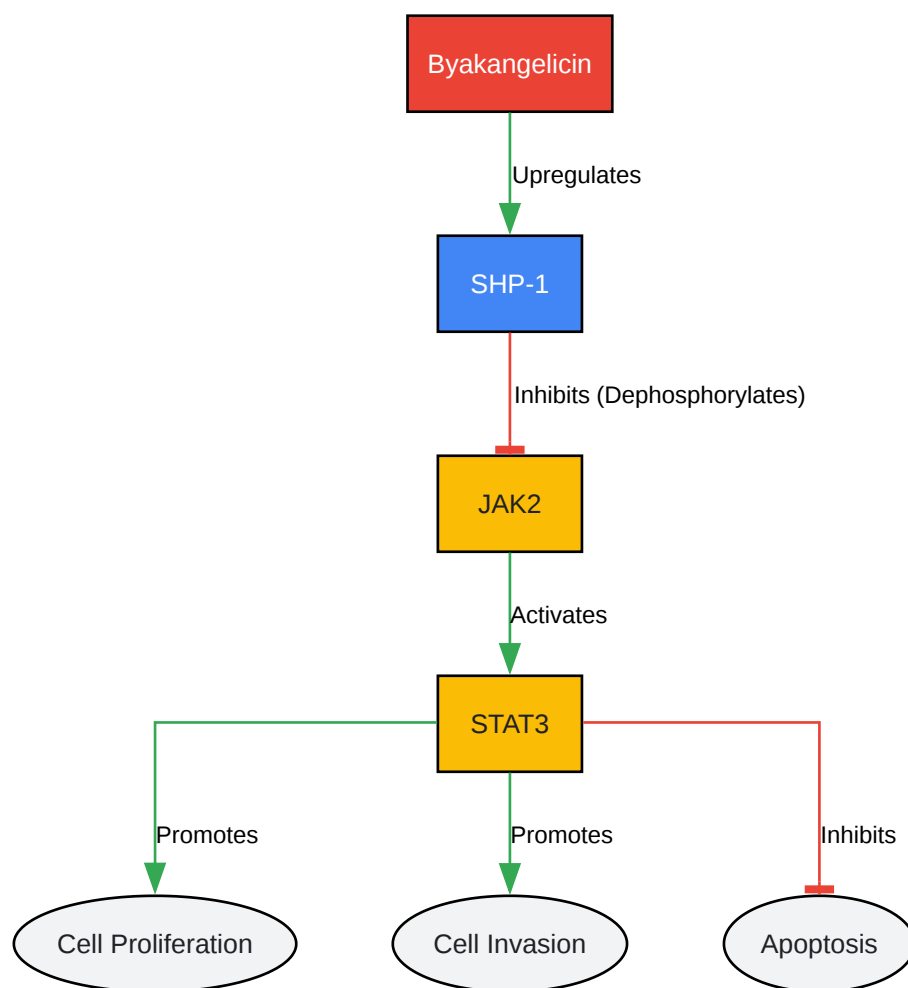 Byakangelicin
Upregulates
SHP-1
Inhibits (Dephosphorylates)
JAK2
Activates
STAT3
Promotes
Promotes
Inhibits
Cell Proliferation
Cell Invasion
Apoptosis